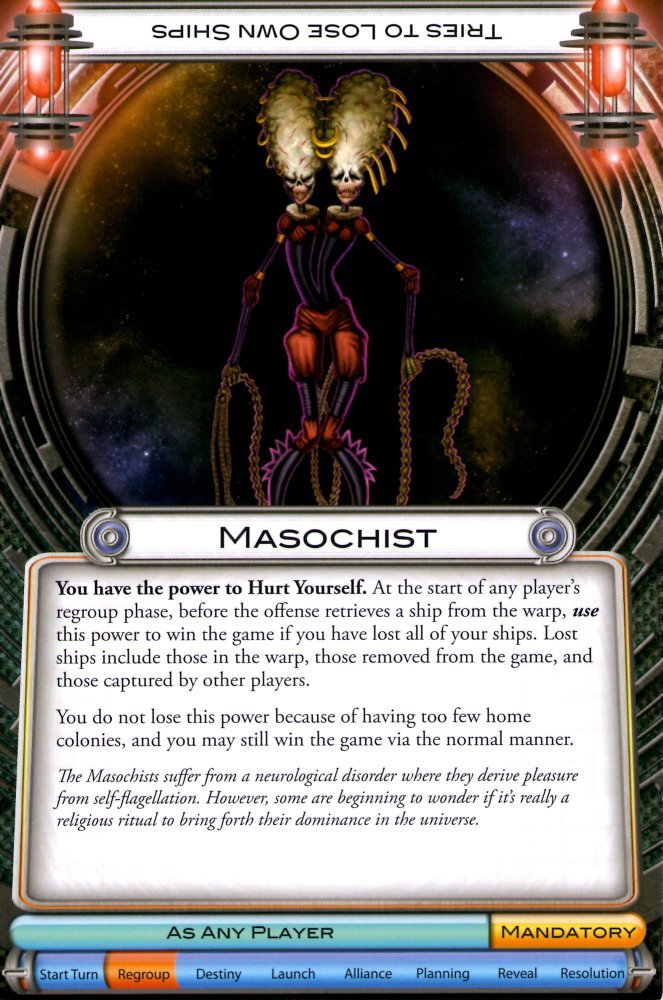 Tries to Lose Own Ships
Masochist
You have the power to Hurt Yourself. At the start of any player's
regroup phase, before the offense retrieves a ship from the warp, use
this power to win the game if you have lost all of your ships. Lost
ships include those in the warp, those removed from the game, and
those captured by other players.
You do not lose this power because of having too few home
colonies, and you may still win the game via the normal manner.
The Masochists suffer from a neurological disorder where they derive pleasure
from self-flagellation. However, some are beginning to wonder if it's really a
religious ritual to bring forth their dominance in the universe.
As Any Player Mandatory
Start Turn Regroup Destiny Launch Alliance Planning Reveal Resolution